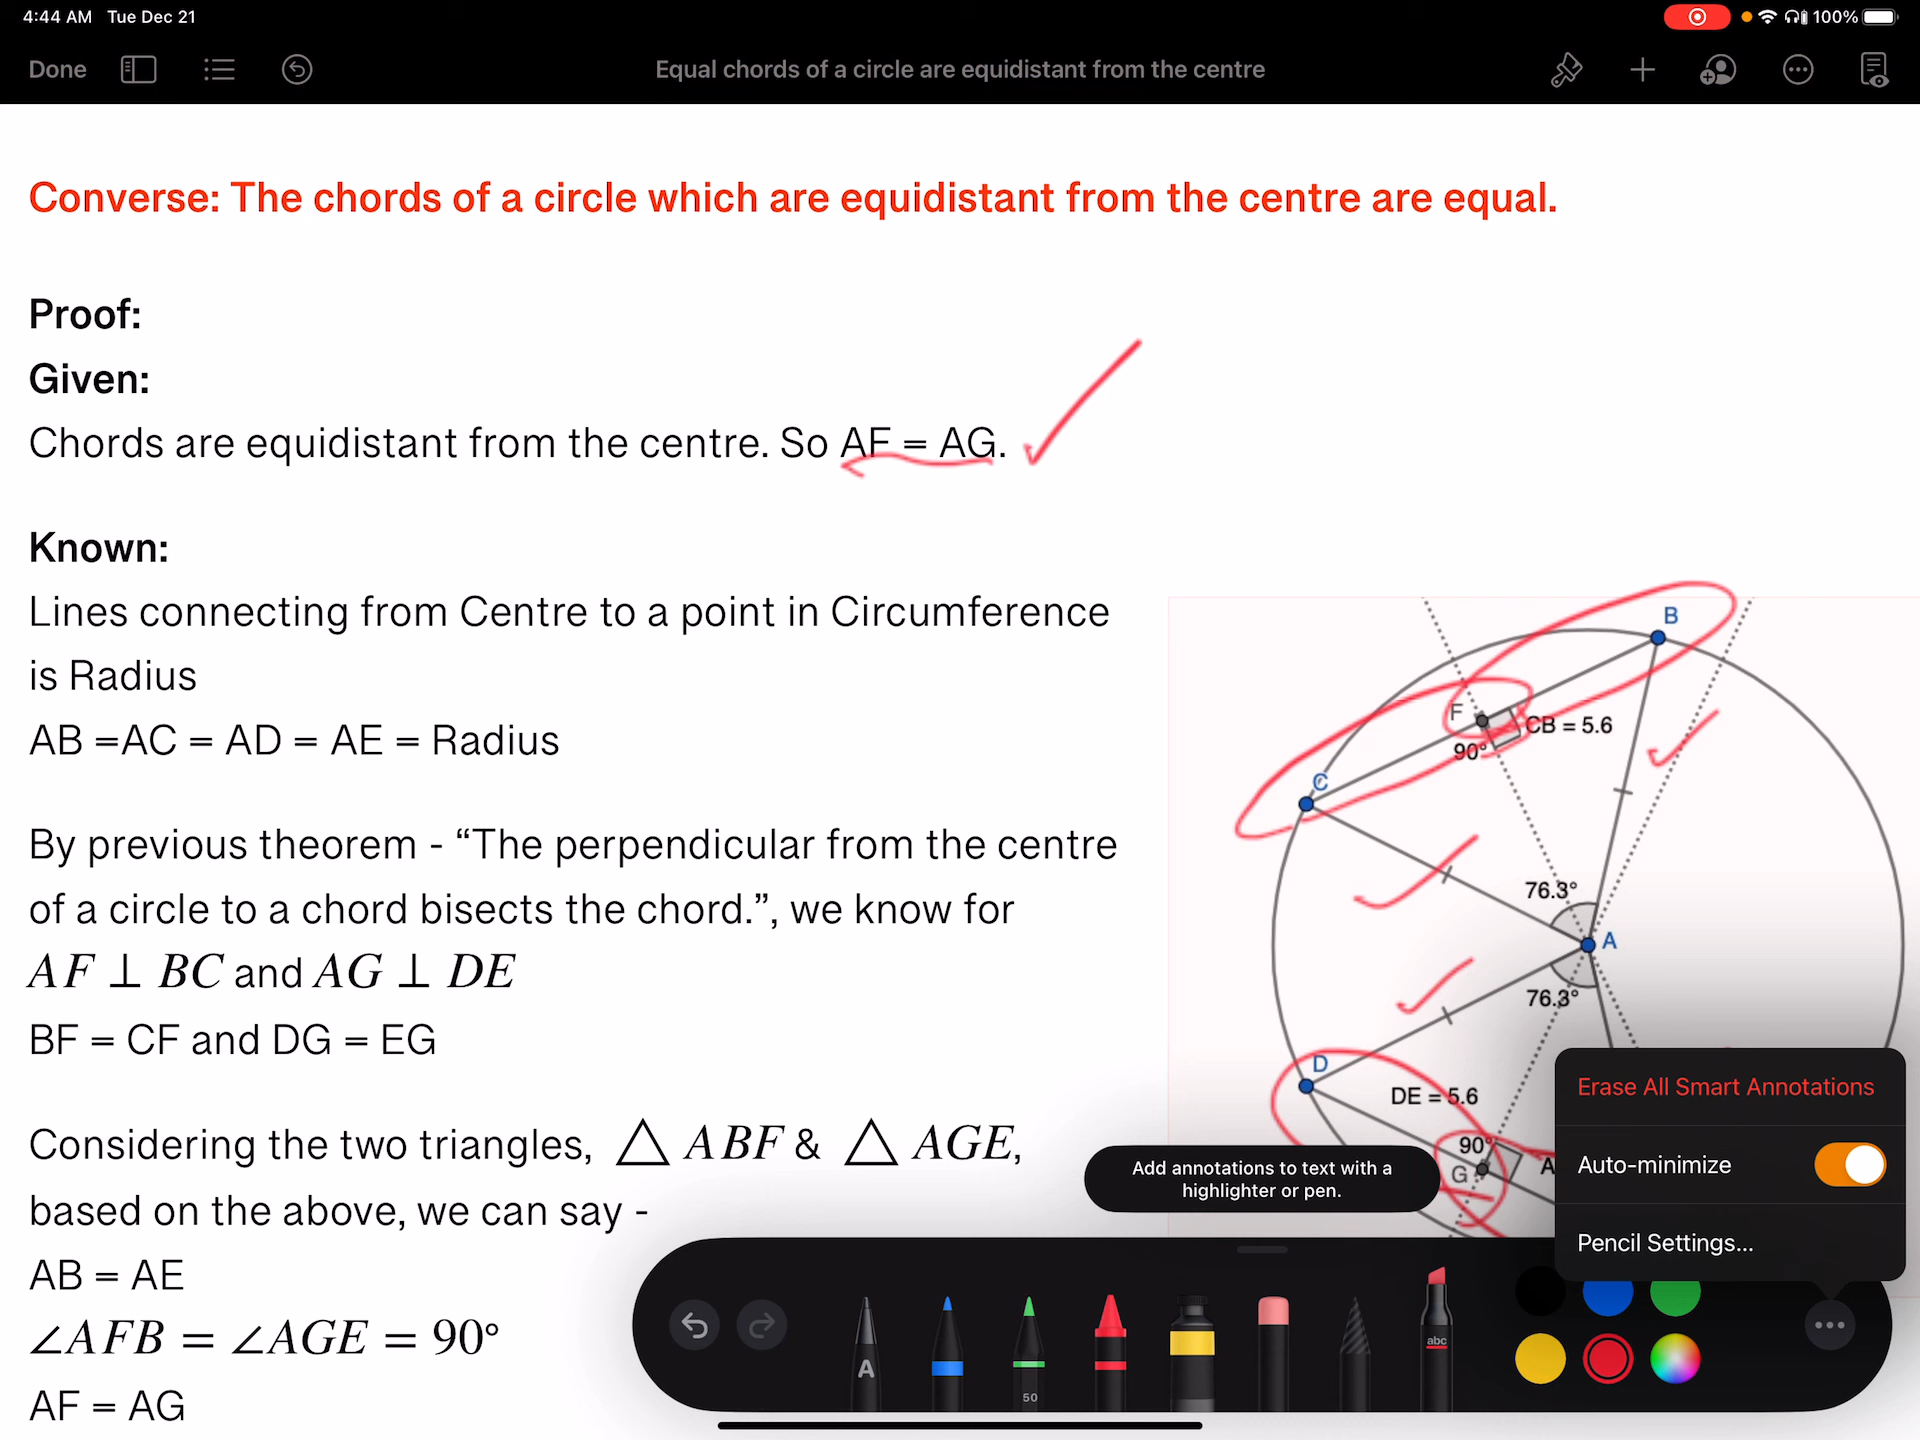 4:44 AM Tue Dec 21
100%
Done
Equal chords of a circle are equidistant from the centre
Converse: The chords of a circle which are equidistant from the centre are equal.
Proof:
Given:
Chords are equidistant from the centre. So AF = AG.
Known:
Lines connecting from Centre to a point in Circumference
is Radius
AB =AC = AD = AE = Radius
By previous theorem - “The perpendicular from the centre
of a circle to a chord bisects the chord.”, we know for
AF ⊥ BC and AG ⊥ DE
BF = CF and DG = EG
Considering the two triangles, △ ABF & △ AGE,
based on the above, we can say -
AB = AE
∠AFB = ∠AGE = 90°
AF = AG
B
F
CB = 5.6
90°
C
76.3°
A
76.3°
D
DE = 5.6
90°
G
A
Add annotations to text with a
highlighter or pen.
Erase All Smart Annotations
Auto-minimize
Pencil Settings...
A
50
abc